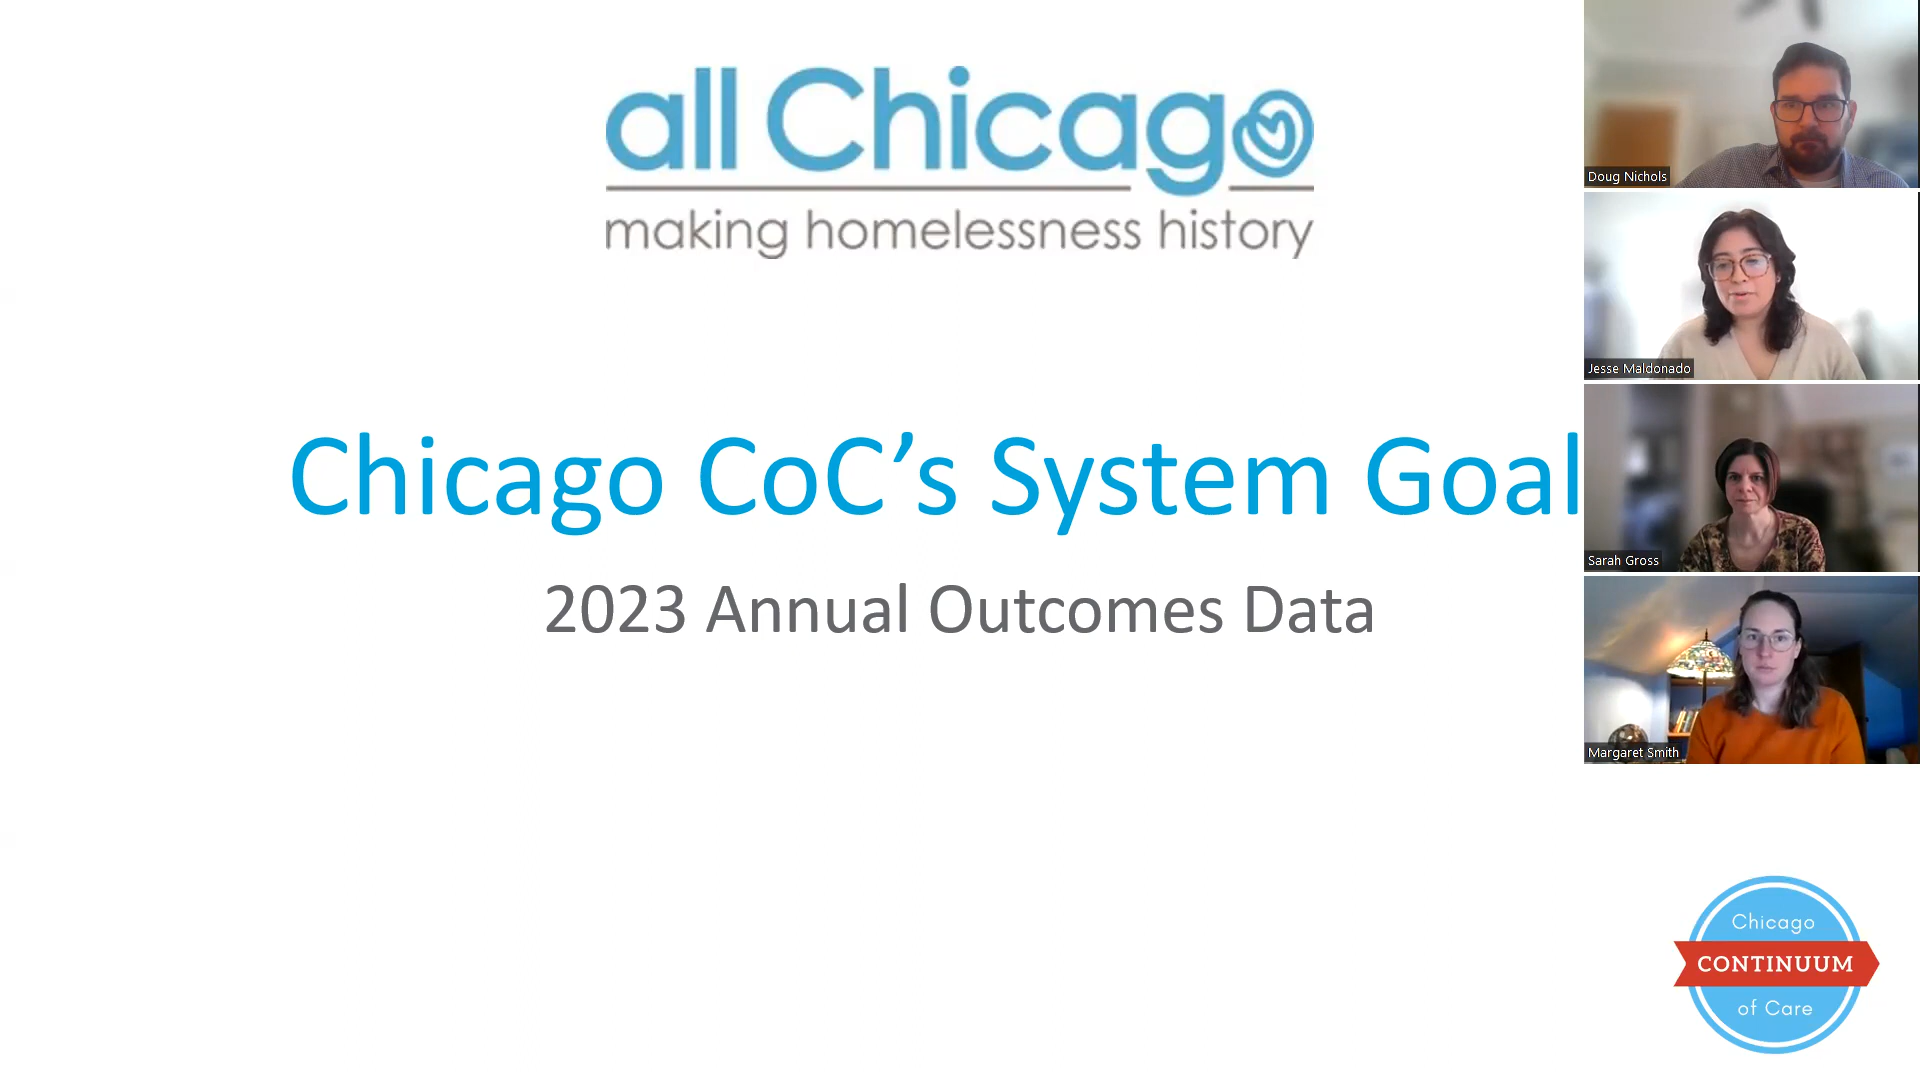 all Chicago
making homelessness history
Chicago CoC’s System Goal
2023 Annual Outcomes Data
Doug Nichols
Jesse Maldonado
Sarah Gross
Margaret Smith
Chicago
CONTINUUM
of Care